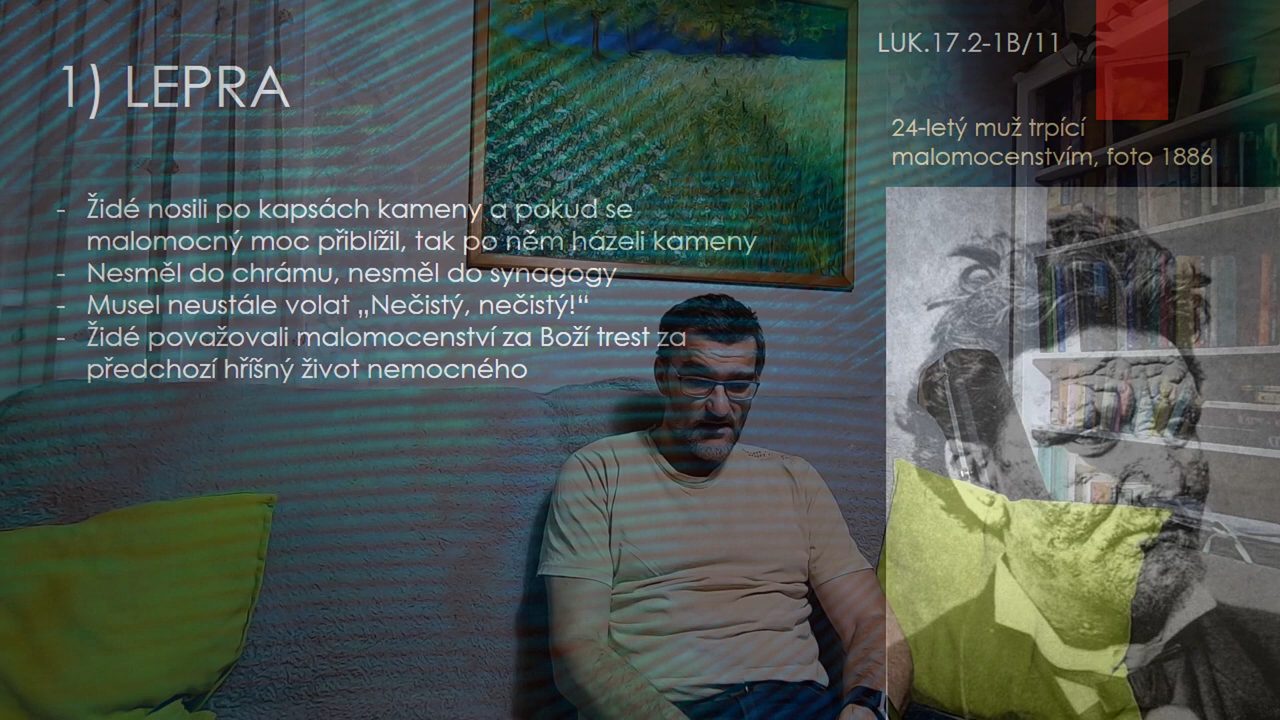 LUK.17.2-1B/11
1) LEPRA
24-letý muž trpící
malomocenstvím, foto 1886
- Židé nosili po kapsách kameny a pokud se
malomocný moc přiblížil, tak po něm házeli kameny
- Nesměl do chrámu, nesměl do synagogy
- Musel neustále volat „Nečistý, nečistý!“
- Židé považovali malomocenství za Boží trest za
předchozí hříšný život nemocného